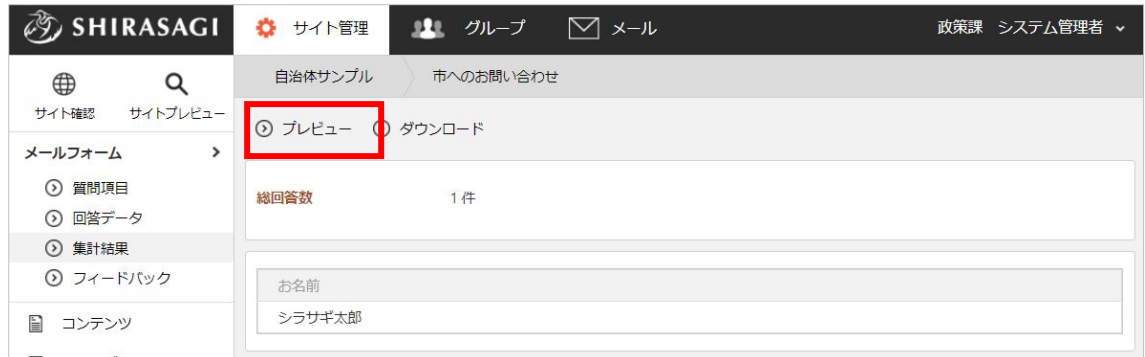 SHIRASAGI サイト管理 グループ メール 政策課 システム管理者
サイト確認 サイトプレビュー
自治体サンプル 市へのお問い合わせ
プレビュー ダウンロード
メールフォーム
質問項目
回答データ
集計結果
フィードバック
コンテンツ
総回答数 1件
お名前
シラサギ太郎